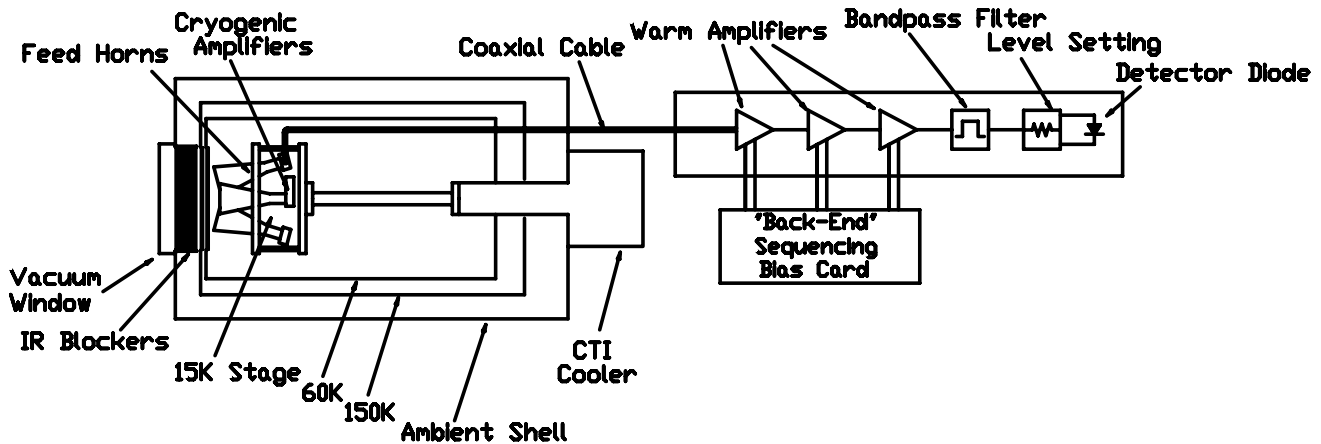 Cryogenic
Amplifiers
Feed Horns
Coaxial Cable
Warm Amplifiers
Bandpass Filter
Level Setting
Detector Diode
"Back-End"
Sequencing
Bias Card
Vacuum
Window
IR Blockers
15K Stage
60K
150K
Ambient Shell
CTI
Cooler